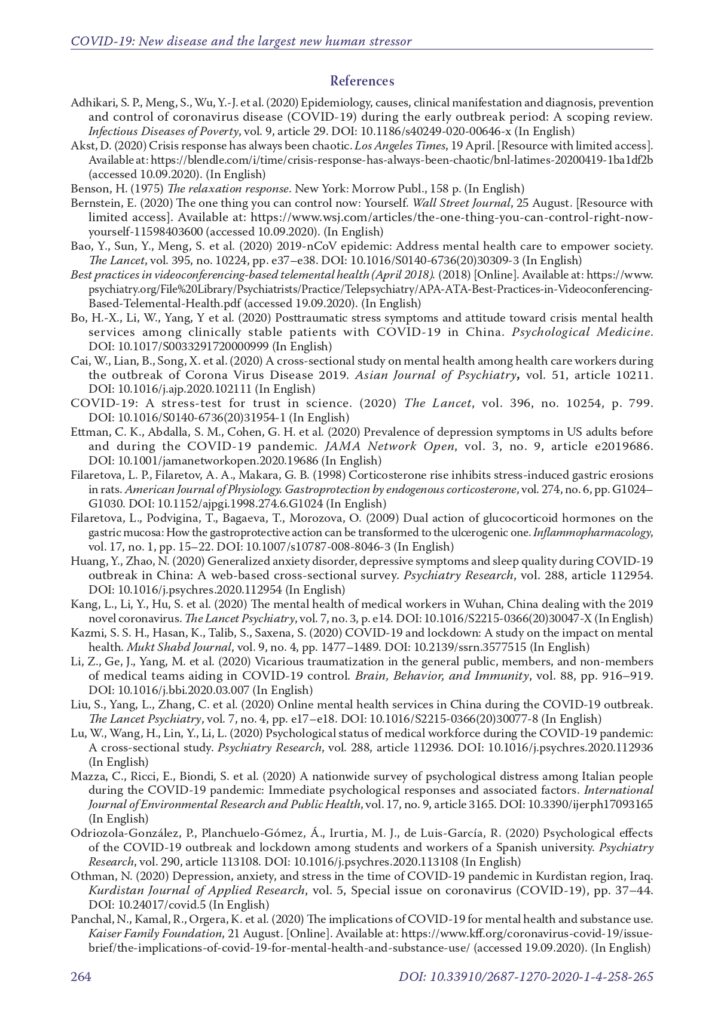 COVID-19: New disease and the largest new human stressor
References
Adhikari, S. P., Meng, S., Wu, Y.-J. et al. (2020) Epidemiology, causes, clinical manifestation and diagnosis, prevention
and control of coronavirus disease (COVID-19) during the early outbreak period: A scoping review.
Infectious Diseases of Poverty, vol. 9, article 29. DOI: 10.1186/s40249-020-00646-x (In English)
Akst, D. (2020) Crisis response has always been chaotic. Los Angeles Times, 19 April. [Resource with limited access].
Available at: https://blendle.com/i/time/crisis-response-has-always-been-chaotic/bnl-latimes-20200419-1ba1df2b
(accessed 10.09.2020). (In English)
Benson, H. (1975) The relaxation response. New York: Morrow Publ., 158 p. (In English)
Bernstein, E. (2020) The one thing you can control now: Yourself. Wall Street Journal, 25 August. [Resource with
limited access]. Available at: https://www.wsj.com/articles/the-one-thing-you-can-control-right-now-
yourself-11598403600 (accessed 10.09.2020). (In English)
Bao, Y., Sun, Y., Meng, S. et al. (2020) 2019-nCoV epidemic: Address mental health care to empower society.
The Lancet, vol. 395, no. 10224, pp. e37–e38. DOI: 10.1016/S0140-6736(20)30309-3 (In English)
Best practices in videoconferencing-based telemental health (April 2018). (2018) [Online]. Available at: https://www.
psychiatry.org/File%20Library/Psychiatrists/Practice/Telepsychiatry/APA-ATA-Best-Practices-in-Videoconferencing-
Based-Telemental-Health.pdf (accessed 19.09.2020). (In English)
Bo, H.-X., Li, W., Yang, Y et al. (2020) Posttraumatic stress symptoms and attitude toward crisis mental health
services among clinically stable patients with COVID-19 in China. Psychological Medicine.
DOI: 10.1017/S0033291720000999 (In English)
Cai, W., Lian, B., Song, X. et al. (2020) A cross-sectional study on mental health among health care workers during
the outbreak of Corona Virus Disease 2019. Asian Journal of Psychiatry, vol. 51, article 10211.
DOI: 10.1016/j.ajp.2020.102111 (In English)
COVID-19: A stress-test for trust in science. (2020) The Lancet, vol. 396, no. 10254, p. 799.
DOI: 10.1016/S0140-6736(20)31954-1 (In English)
Ettman, C. K., Abdalla, S. M., Cohen, G. H. et al. (2020) Prevalence of depression symptoms in US adults before
and during the COVID-19 pandemic. JAMA Network Open, vol. 3, no. 9, article e2019686.
DOI: 10.1001/jamanetworkopen.2020.19686 (In English)
Filaretova, L. P., Filaretov, A. A., Makara, G. B. (1998) Corticosterone rise inhibits stress-induced gastric erosions
in rats. American Journal of Physiology. Gastroprotection by endogenous corticosterone, vol. 274, no. 6, pp. G1024–
G1030. DOI: 10.1152/ajpgi.1998.274.6.G1024 (In English)
Filaretova, L., Podvigina, T., Bagaeva, T., Morozova, O. (2009) Dual action of glucocorticoid hormones on the
gastric mucosa: How the gastroprotective action can be transformed to the ulcerogenic one. Inflammopharmacology,
vol. 17, no. 1, pp. 15–22. DOI: 10.1007/s10787-008-8046-3 (In English)
Huang, Y., Zhao, N. (2020) Generalized anxiety disorder, depressive symptoms and sleep quality during COVID-19
outbreak in China: A web-based cross-sectional survey. Psychiatry Research, vol. 288, article 112954.
DOI: 10.1016/j.psychres.2020.112954 (In English)
Kang, L., Li, Y., Hu, S. et al. (2020) The mental health of medical workers in Wuhan, China dealing with the 2019
novel coronavirus. The Lancet Psychiatry, vol. 7, no. 3, p. e14. DOI: 10.1016/S2215-0366(20)30047-X (In English)
Kazmi, S. S. H., Hasan, K., Talib, S., Saxena, S. (2020) COVID-19 and lockdown: A study on the impact on mental
health. Mukt Shabd Journal, vol. 9, no. 4, pp. 1477–1489. DOI: 10.2139/ssrn.3577515 (In English)
Li, Z., Ge, J., Yang, M. et al. (2020) Vicarious traumatization in the general public, members, and non-members
of medical teams aiding in COVID-19 control. Brain, Behavior, and Immunity, vol. 88, pp. 916–919.
DOI: 10.1016/j.bbi.2020.03.007 (In English)
Liu, S., Yang, L., Zhang, C. et al. (2020) Online mental health services in China during the COVID-19 outbreak.
The Lancet Psychiatry, vol. 7, no. 4, pp. e17–e18. DOI: 10.1016/S2215-0366(20)30077-8 (In English)
Lu, W., Wang, H., Lin, Y., Li, L. (2020) Psychological status of medical workforce during the COVID-19 pandemic:
A cross-sectional study. Psychiatry Research, vol. 288, article 112936. DOI: 10.1016/j.psychres.2020.112936
(In English)
Mazza, C., Ricci, E., Biondi, S. et al. (2020) A nationwide survey of psychological distress among Italian people
during the COVID-19 pandemic: Immediate psychological responses and associated factors. International
Journal of Environmental Research and Public Health, vol. 17, no. 9, article 3165. DOI: 10.3390/ijerph17093165
(In English)
Odriozola-González, P., Planchuelo-Gómez, Á., Irurtia, M. J., de Luis-García, R. (2020) Psychological effects
of the COVID-19 outbreak and lockdown among students and workers of a Spanish university. Psychiatry
Research, vol. 290, article 113108. DOI: 10.1016/j.psychres.2020.113108 (In English)
Othman, N. (2020) Depression, anxiety, and stress in the time of COVID-19 pandemic in Kurdistan region, Iraq.
Kurdistan Journal of Applied Research, vol. 5, Special issue on coronavirus (COVID-19), pp. 37–44.
DOI: 10.24017/covid.5 (In English)
Panchal, N., Kamal, R., Orgera, K. et al. (2020) The implications of COVID-19 for mental health and substance use.
Kaiser Family Foundation, 21 August. [Online]. Available at: https://www.kff.org/coronavirus-covid-19/issue-
brief/the-implications-of-covid-19-for-mental-health-and-substance-use/ (accessed 19.09.2020). (In English)
264
DOI: 10.33910/2687-1270-2020-1-4-258-265